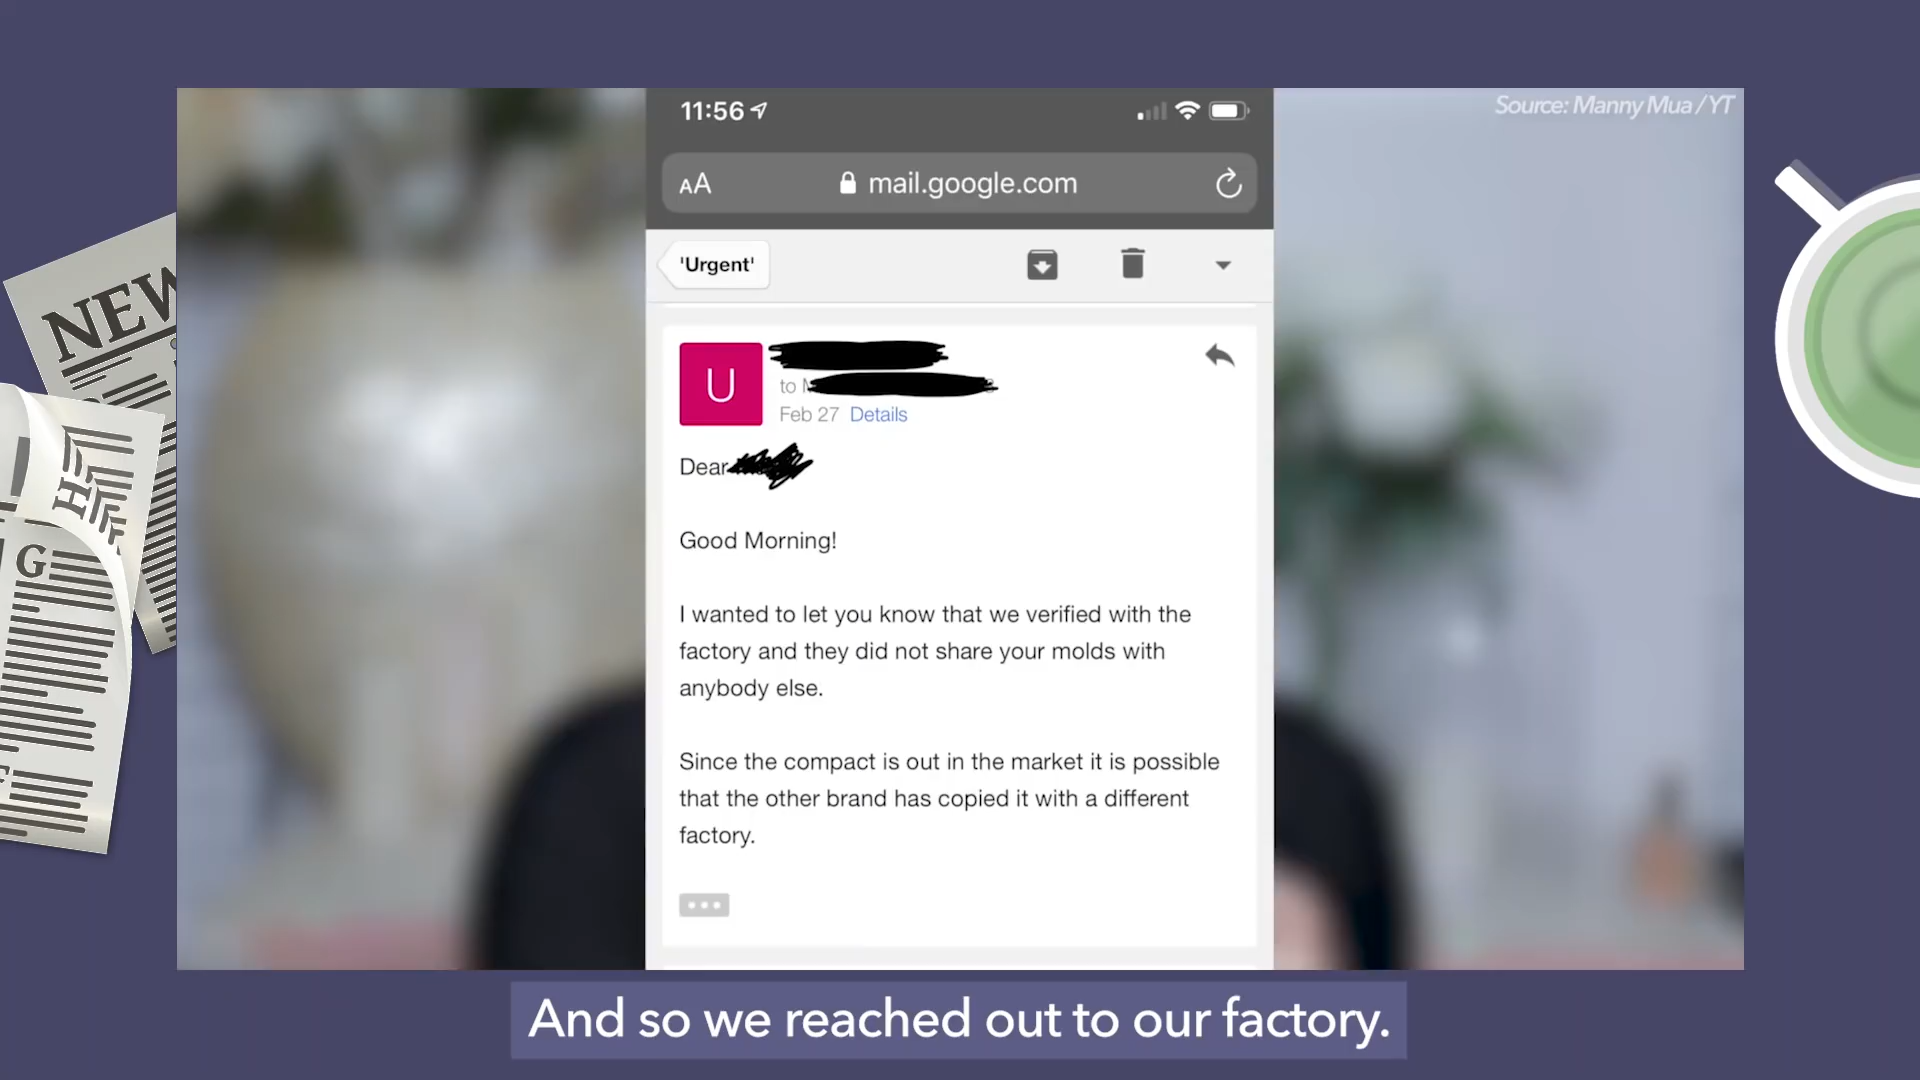 11:56
Source: Manny Mua / YT
AA
mail.google.com
'Urgent'
NEW
U
to
Feb 27 Details
Dear
Good Morning!
I wanted to let you know that we verified with the
factory and they did not share your molds with
anybody else.
Since the compact is out in the market it is possible
that the other brand has copied it with a different
factory.
H
G
F
And so we reached out to our factory.